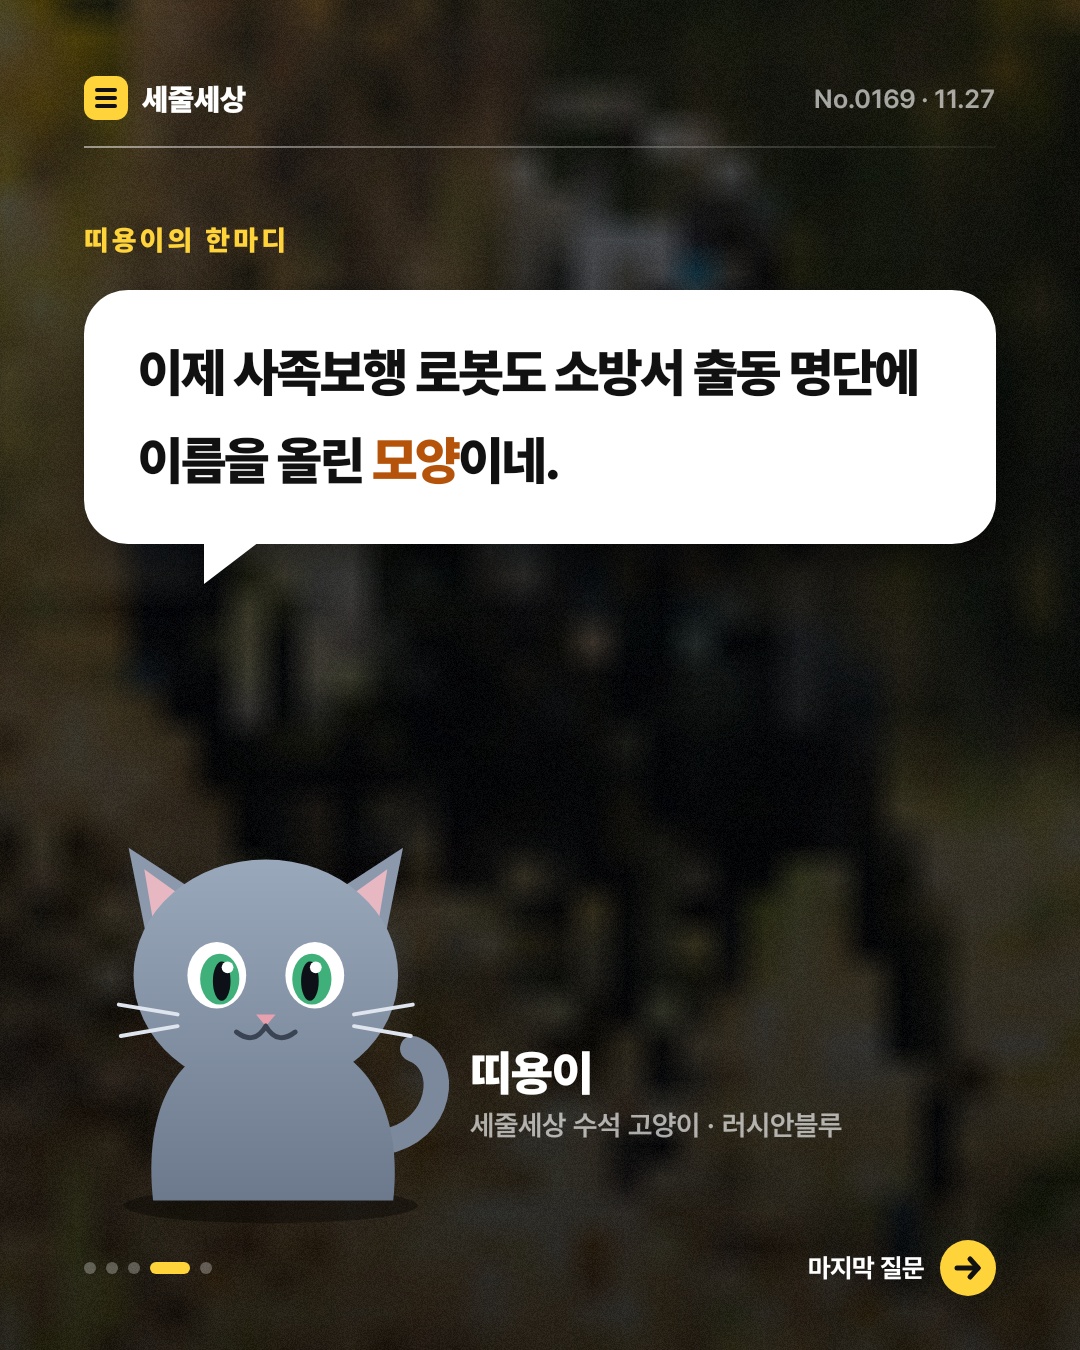 세줄세상
No.0169 · 11.27
띠용이의 한마디
이제 사족보행 로봇도 소방서 출동 명단에
이름을 올린 모양이네.
띠용이
세줄세상 수석 고양이 · 러시안블루
마지막 질문